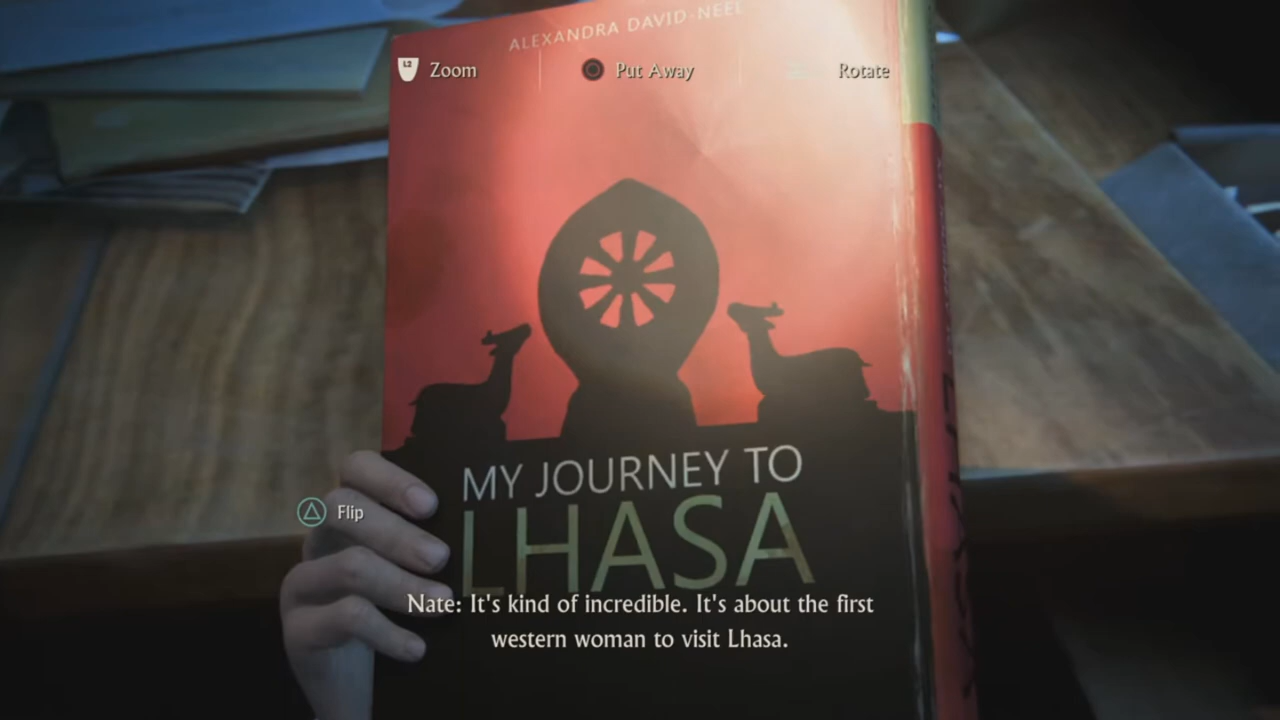 ALEXANDRA DAVID-NEEL
L2 Zoom Put Away Rotate
MY JOURNEY TO
LHASA
Flip
Nate: It's kind of incredible. It's about the first
western woman to visit Lhasa.